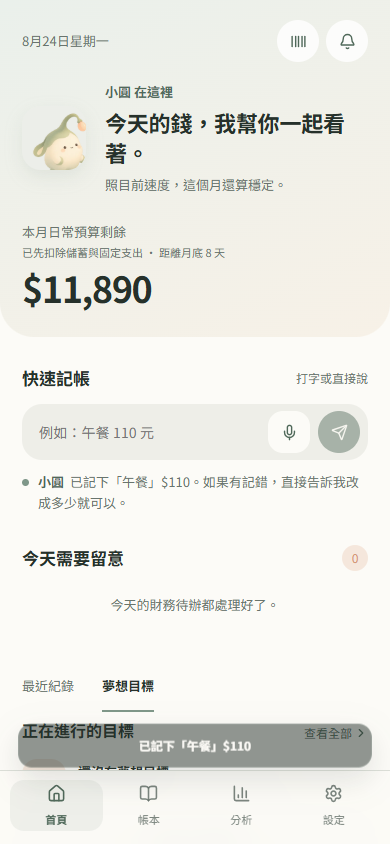 8月24日星期一
小圓 在這裡
今天的錢，我幫你一起看
著。
照目前速度，這個月還算穩定。
本月日常預算剩餘
已先扣除儲蓄與固定支出 · 距離月底 8 天
$11,890
快速記帳
打字或直接說
例如：午餐 110 元
小圓 已記下「午餐」$110。如果有記錯，直接告訴我改
成多少就可以。
今天需要留意
0
今天的財務待辦都處理好了。
最近紀錄
夢想目標
正在進行的目標
查看全部
已記下「午餐」$110
首頁
帳本
分析
設定